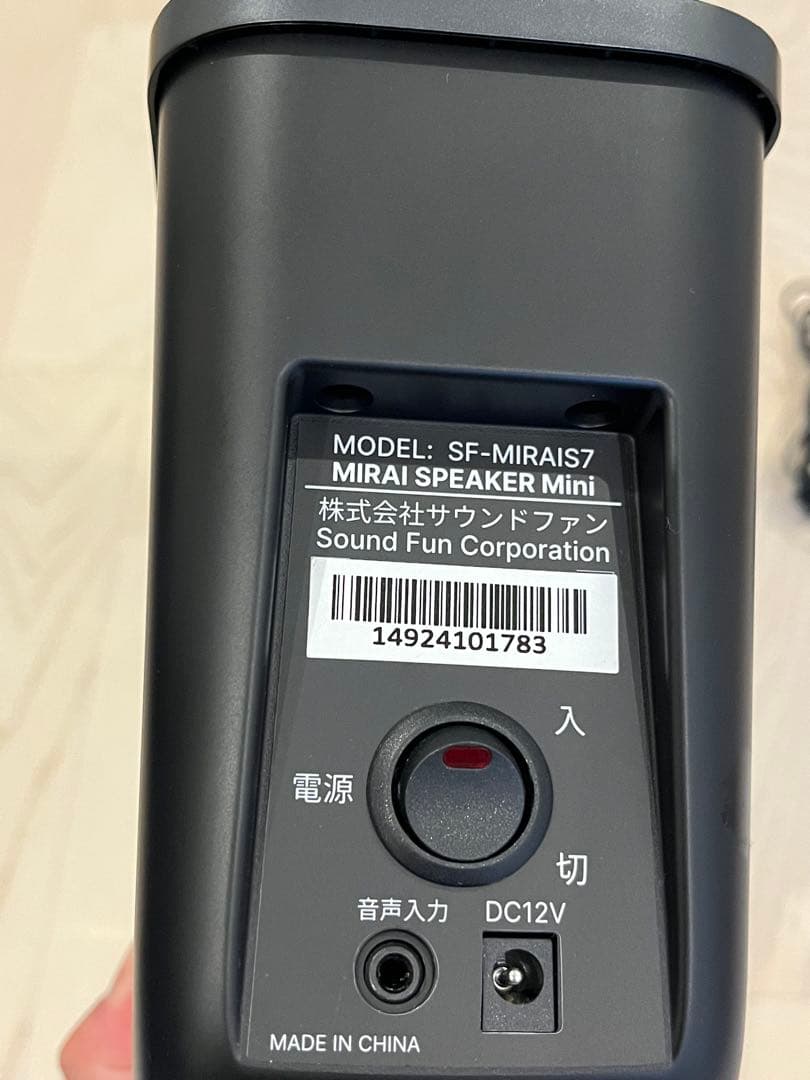 MODEL: SF-MIRAIS7
MIRAI SPEAKER Mini
株式会社サウンドファン
Sound Fun Corporation
14924101783
入
電源
切
音声入力 DC12V
MADE IN CHINA